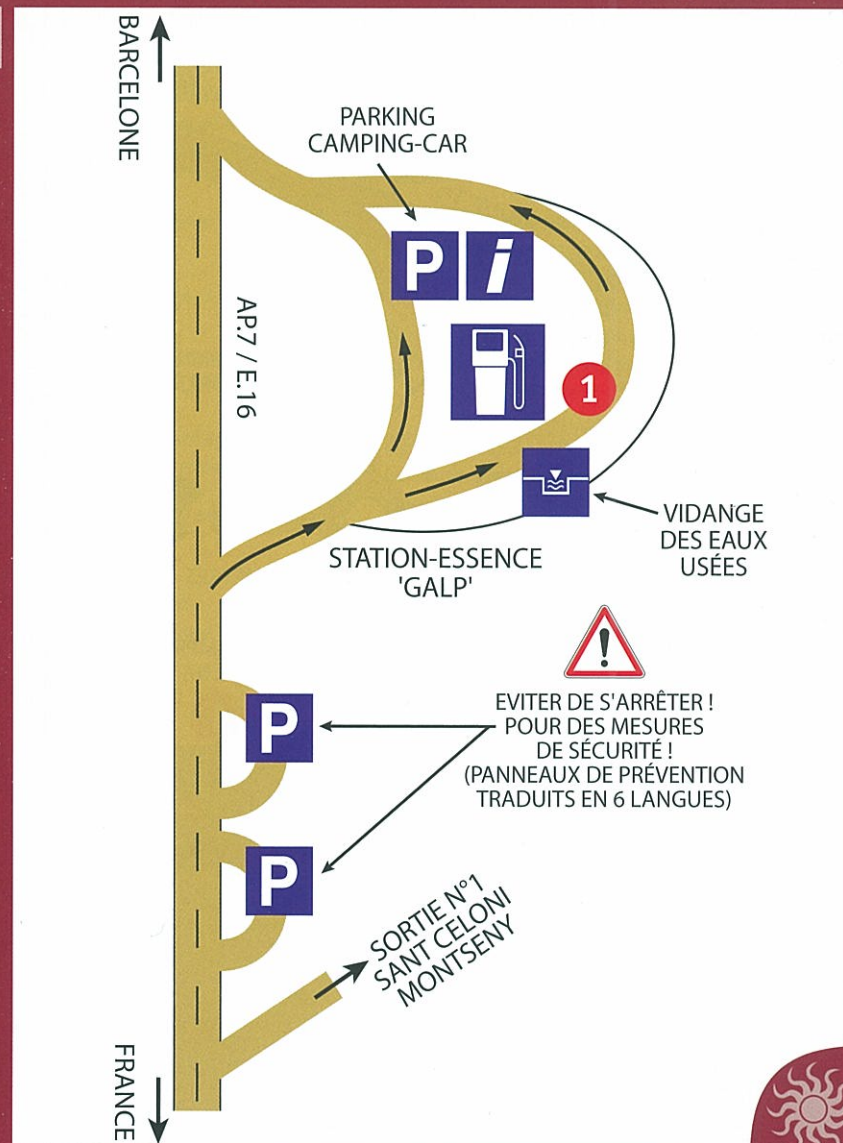 BARCELONE
PARKING
CAMPING-CAR
P
i
AP.7 / E.16
1
VIDANGE
DES EAUX
USÉES
STATION-ESSENCE
'GALP'
!
EVITER DE S'ARRÊTER !
POUR DES MESURES
DE SÉCURITÉ !
(PANNEAUX DE PRÉVENTION
TRADUITS EN 6 LANGUES)
P
P
SORTIE N°1
SANT CELONI
MONTSENY
FRANCE